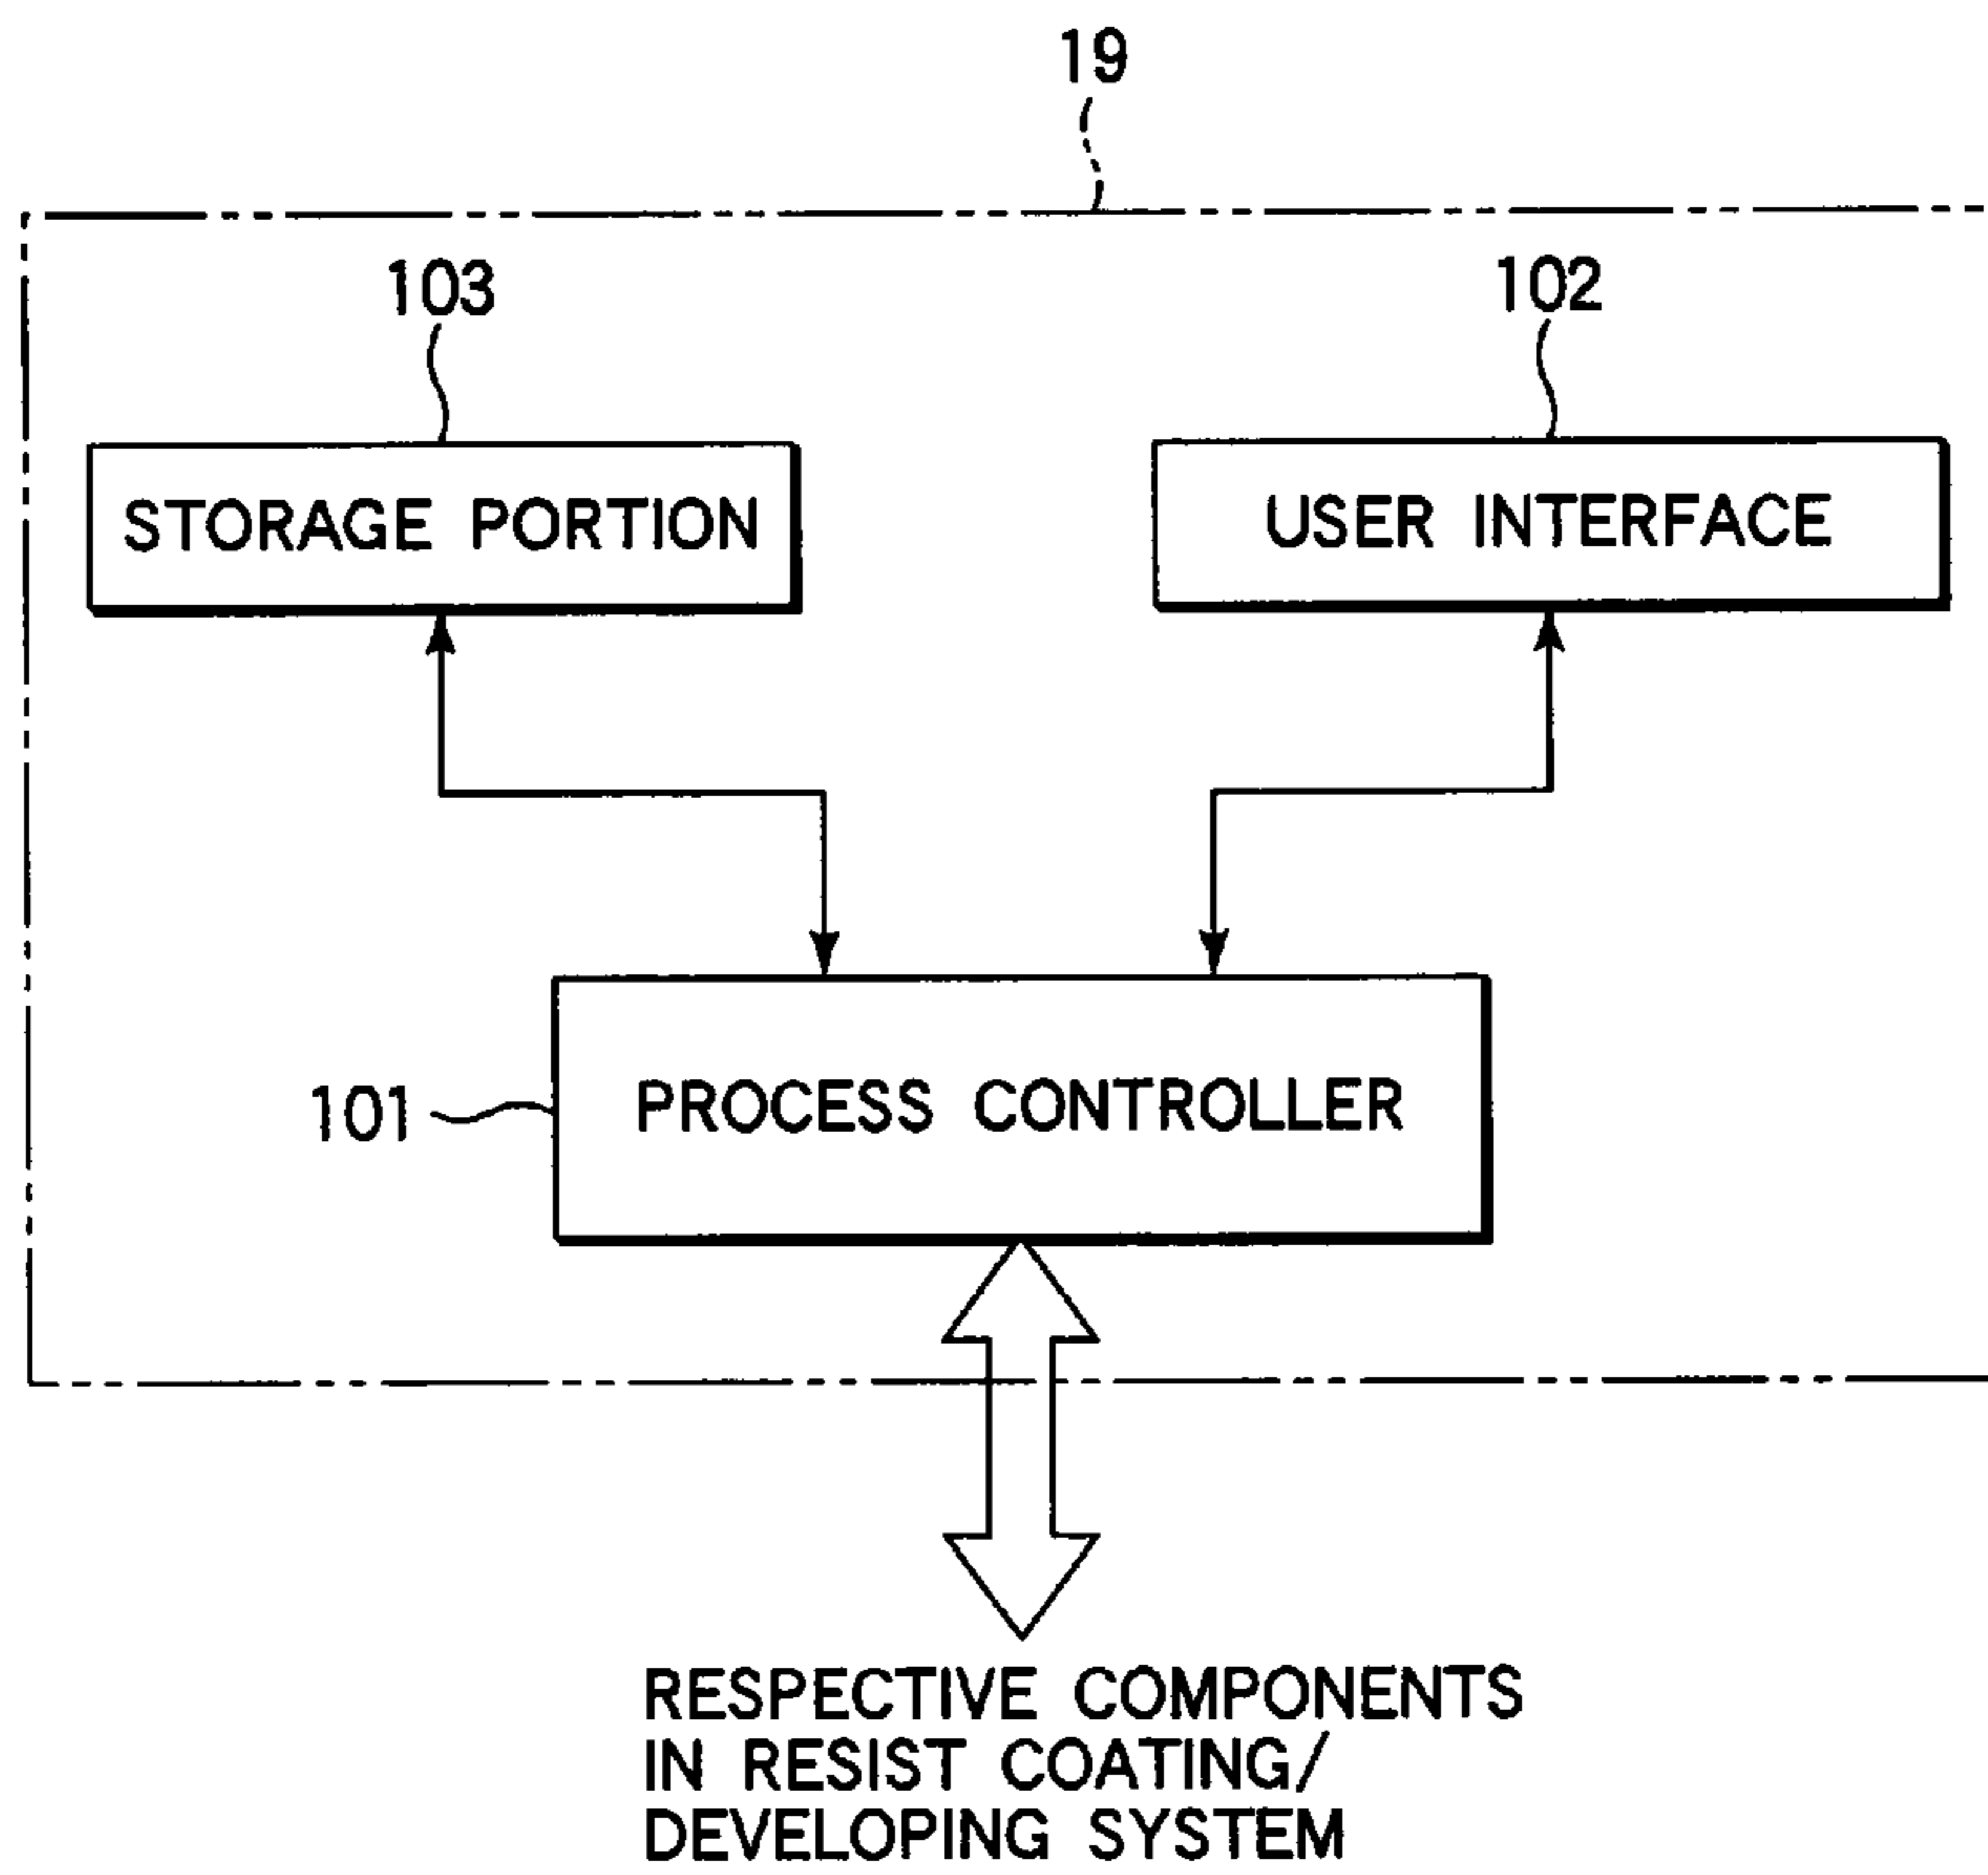 19
103
102
STORAGE PORTION
USER INTERFACE
101
PROCESS CONTROLLER
RESPECTIVE COMPONENTS
IN RESIST COATING/
DEVELOPING SYSTEM